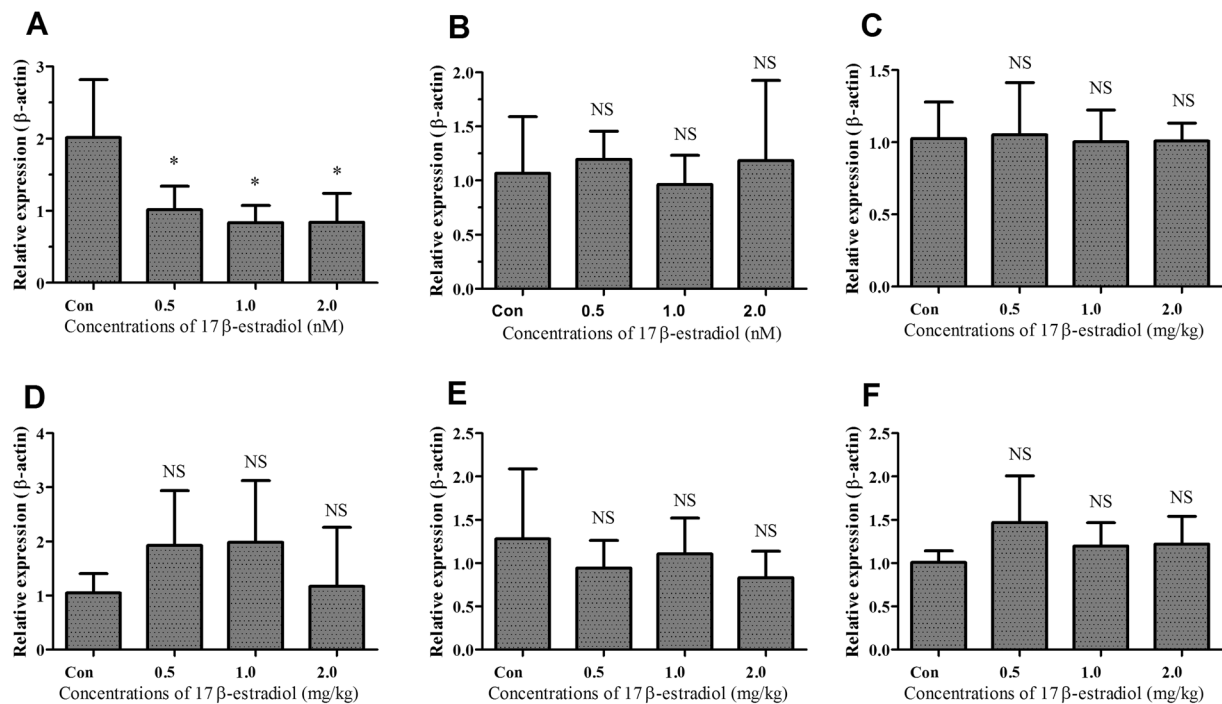 A
Relative expression (β-actin)
3
2
1
0
*
*
*
Con 0.5 1.0 2.0
Concentrations of 17β-estradiol (nM)
B
Relative expression (β-actin)
2.0
1.5
1.0
0.5
0.0
NS
NS
NS
Con 0.5 1.0 2.0
Concentrations of 17β-estradiol (nM)
C
Relative expression (β-actin)
1.5
1.0
0.5
0.0
NS
NS
NS
Con 0.5 1.0 2.0
Concentrations of 17β-estradiol (mg/kg)
D
Relative expression (β-actin)
4
3
2
1
0
NS
NS
NS
Con 0.5 1.0 2.0
Concentrations of 17β-estradiol (mg/kg)
E
Relative expression (β-actin)
2.5
2.0
1.5
1.0
0.5
0.0
NS
NS
NS
Con 0.5 1.0 2.0
Concentrations of 17β-estradiol (mg/kg)
F
Relative expression (β-actin)
2.5
2.0
1.5
1.0
0.5
0.0
NS
NS
NS
Con 0.5 1.0 2.0
Concentrations of 17β-estradiol (mg/kg)